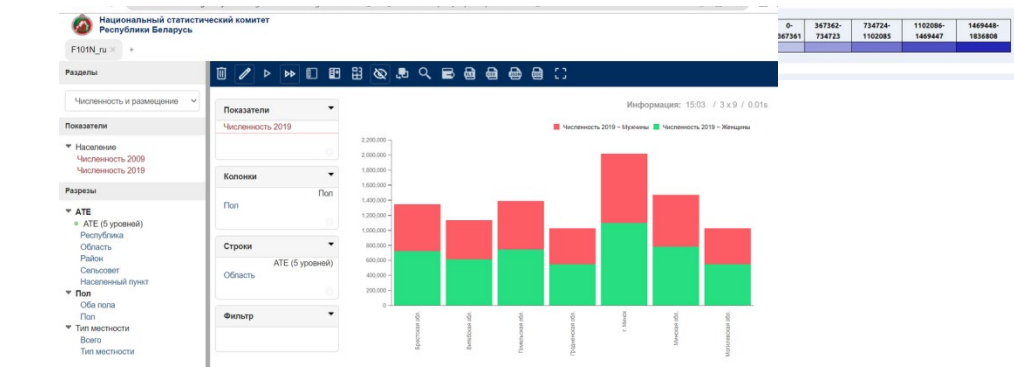 Национальный статистический комитет
Республики Беларусь
F101N_ru × +
Разделы
Численность и размещение
Показатели
Население
Численность 2009
Численность 2019
Разрезы
АТЕ
АТЕ (5 уровней)
Республика
Область
Район
Сельсовет
Населенный пункт
Пол
Оба пола
Пол
Тип местности
Всего
Тип местности
Показатели
Численность 2019
Колонки
Пол
Пол
Строки
АТЕ (5 уровней)
Область
Фильтр
Информация: 15:03 / 3 x 9 / 0.01s
Численность 2019 ~ Мужчины Численность 2019 ~ Женщины
2,200,000
2,000,000
1,800,000
1,600,000
1,400,000
1,200,000
1,000,000
800,000
600,000
400,000
200,000
0
Брестская обл.
Витебская обл.
Гомельская обл.
Гродненская обл.
г. Минск
Минская обл.
Могилевская обл.
0- 367362- 734724- 1102086- 1469448-
367361 734723 1102085 1469447 1836808